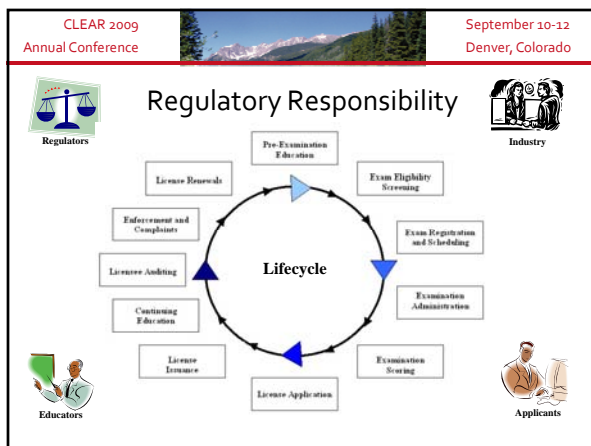 CLEAR 2009
Annual Conference
September 10-12
Denver, Colorado
Regulatory Responsibility
Regulators
Industry
Pre-Examination
Education
Exam Eligibility
Screening
Exam Registration
and Scheduling
Examination
Administration
Examination
Scoring
License Application
License
Issuance
Continuing
Education
Licensee Auditing
Enforcement and
Complaints
License Renewals
Lifecycle
Educators
Applicants